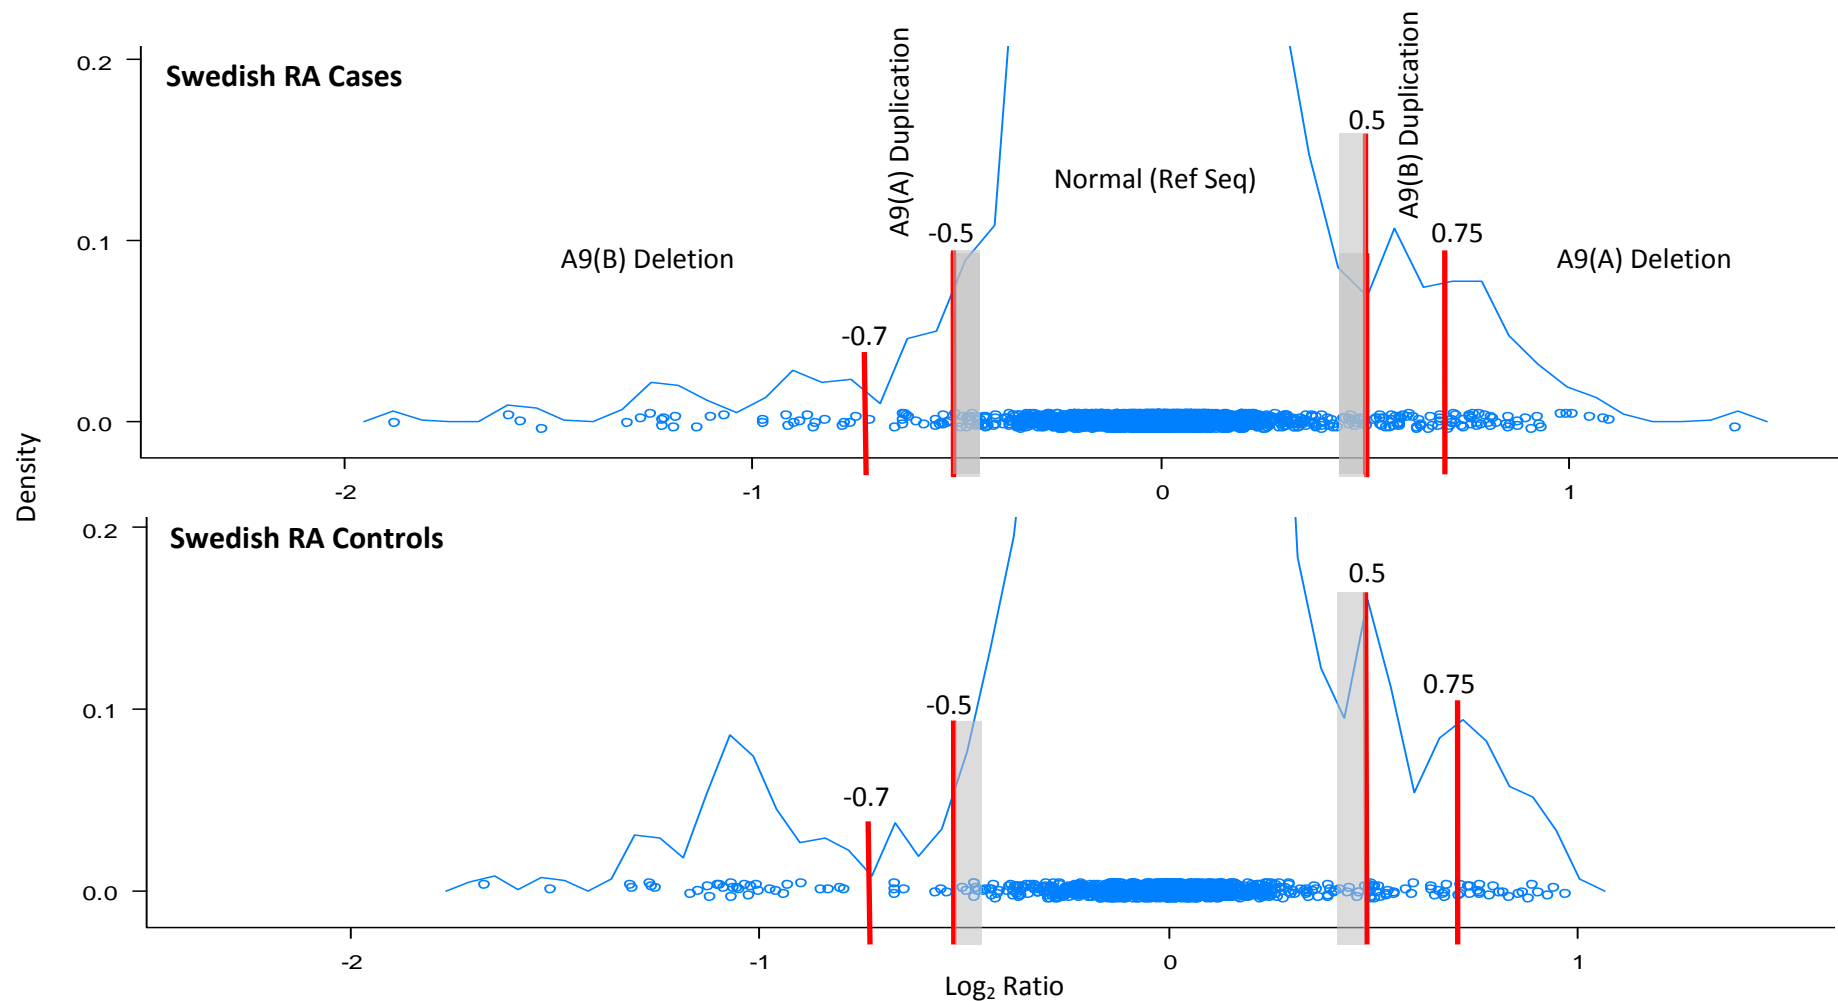 Swedish RA Cases
A9(A) Duplication
A9(B) Duplication
Normal (Ref Seq)
A9(B) Deletion
A9(A) Deletion
-0.7
-0.5
0.5
0.75
0.2
0.1
0.0
-2
-1
0
1
Density
Swedish RA Controls
-0.7
-0.5
0.5
0.75
0.2
0.1
0.0
-2
-1
0
1
Log₂ Ratio